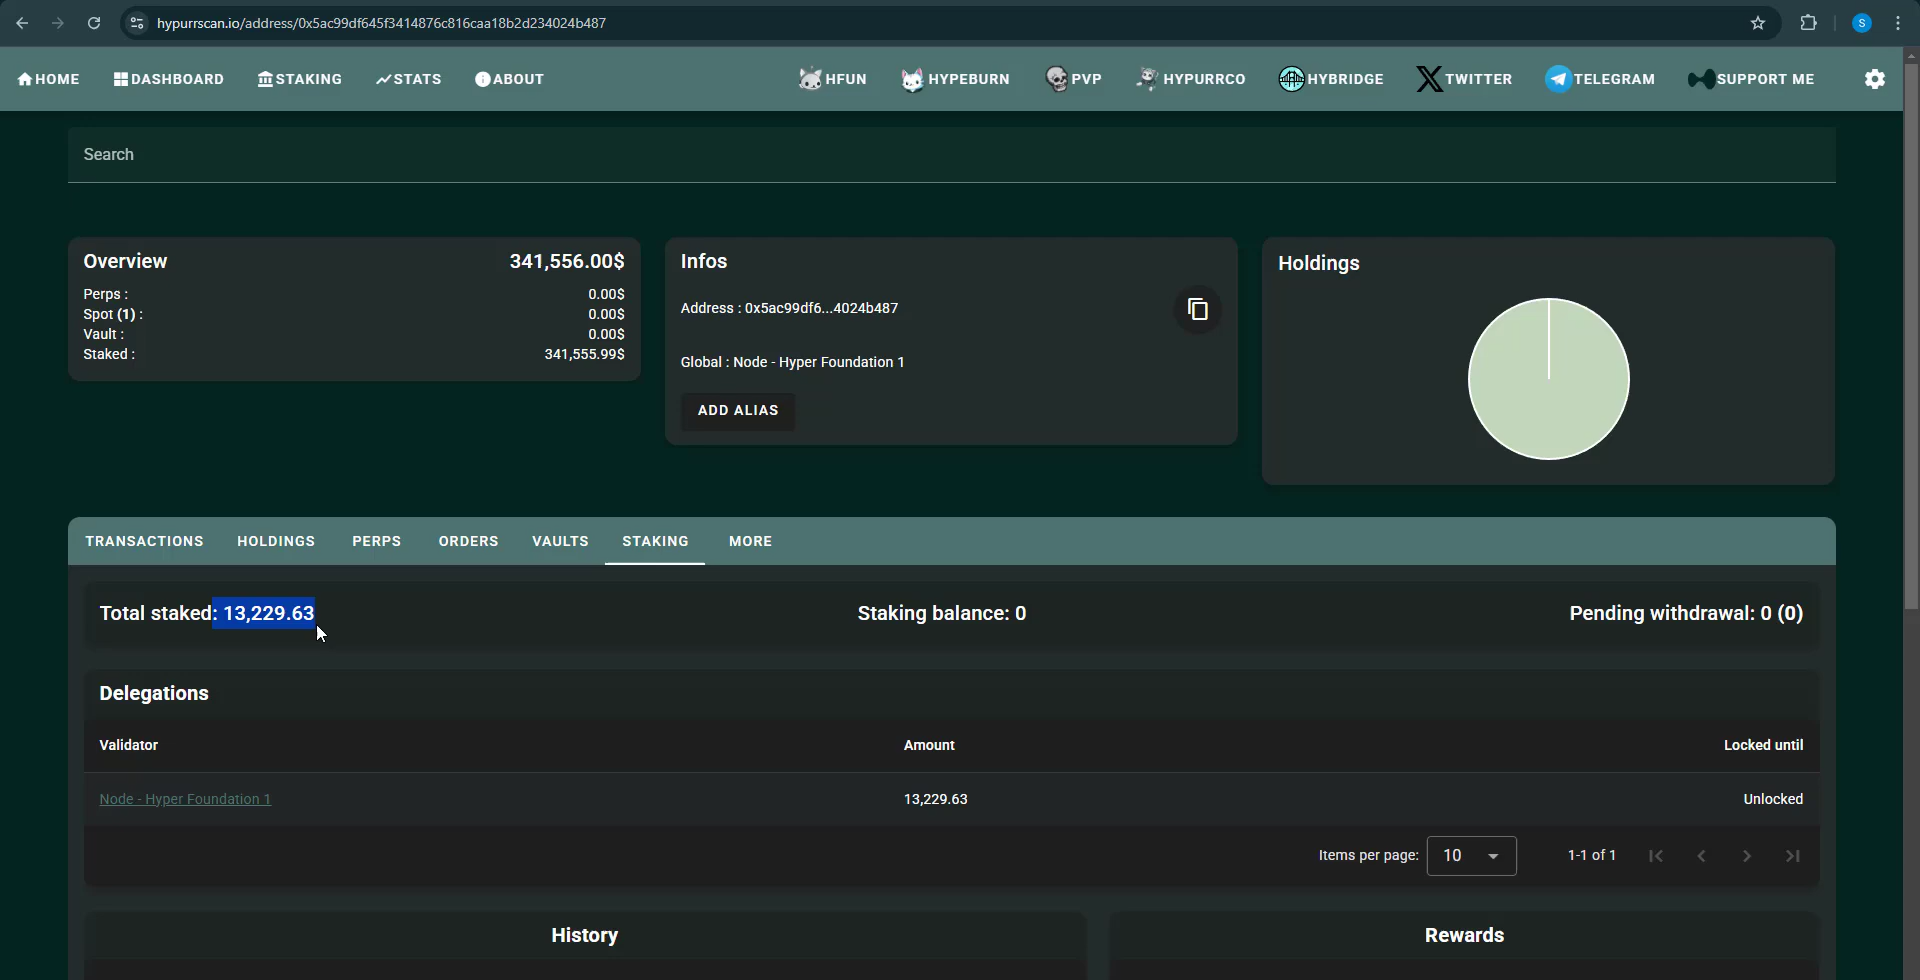 hypurrscan.io/address/0x5ac99df645f3414876c816caa18b2d234024b487
S
HOME DASHBOARD STAKING STATS ABOUT HFUN HYPEBURN PVP HYPURRCO HYBRIDGE TWITTER TELEGRAM SUPPORT ME
Search
Overview 341,556.00$
Perps : 0.00$
Spot (1) : 0.00$
Vault : 0.00$
Staked : 341,555.99$
Infos
Address : 0x5ac99df6...4024b487
Global : Node - Hyper Foundation 1
ADD ALIAS
Holdings
TRANSACTIONS HOLDINGS PERPS ORDERS VAULTS STAKING MORE
Total staked: 13,229.63 Staking balance: 0 Pending withdrawal: 0 (0)
Delegations
Validator Amount Locked until
Node - Hyper Foundation 1 13,229.63 Unlocked
Items per page: 10 1-1 of 1
History Rewards